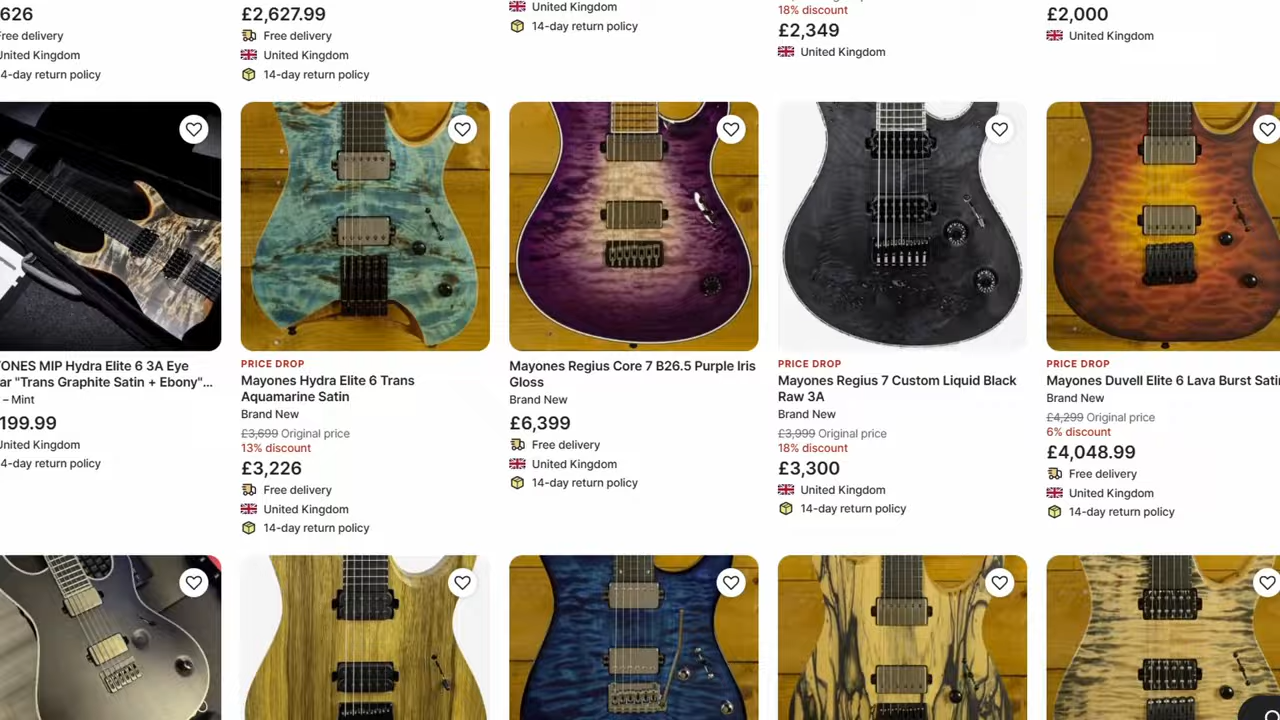 626
£2,627.99
United Kingdom
18% discount
£2,000
ree delivery
Free delivery
14-day return policy
£2,349
United Kingdom
nited Kingdom
United Kingdom
United Kingdom
4-day return policy
14-day return policy
YONES MIP Hydra Elite 6 3A Eye
ar "Trans Graphite Satin + Ebony"...
– Mint
199.99
nited Kingdom
4-day return policy
PRICE DROP
Mayones Hydra Elite 6 Trans
Aquamarine Satin
Brand New
£3,699 Original price
13% discount
£3,226
Free delivery
United Kingdom
14-day return policy
Mayones Regius Core 7 B26.5 Purple Iris
Gloss
Brand New
£6,399
Free delivery
United Kingdom
14-day return policy
PRICE DROP
Mayones Regius 7 Custom Liquid Black
Raw 3A
Brand New
£3,999 Original price
18% discount
£3,300
United Kingdom
14-day return policy
PRICE DROP
Mayones Duvell Elite 6 Lava Burst Sati
Brand New
£4,299 Original price
6% discount
£4,048.99
Free delivery
United Kingdom
14-day return policy